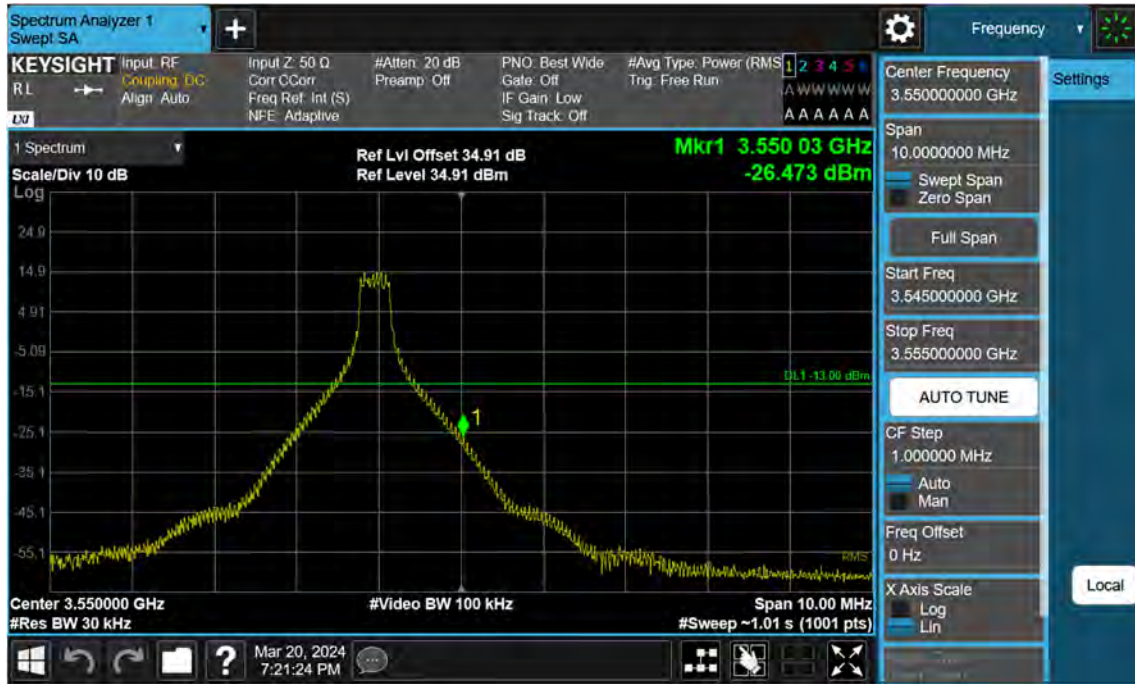 Spectrum Analyzer 1
Swept SA
Frequency
KEYSIGHT
RL
LXI
Input: RF
Coupling: DC
Align: Auto
Input Z: 50 Ω
Corr CCorr
Freq Ref: Int (S)
NFE: Adaptive
#Atten: 20 dB
Preamp: Off
PNO: Best Wide
Gate: Off
IF Gain: Low
Sig Track: Off
#Avg Type: Power (RMS
Trig: Free Run
1 2 3 4 5 6
A W W W W W
A A A A A A
1 Spectrum
Scale/Div 10 dB
Ref Lvl Offset 34.91 dB
Ref Level 34.91 dBm
Mkr1 3.550 03 GHz
-26.473 dBm
Log
24.9
14.9
4.91
-5.09
-15.1
-25.1
-35.1
-45.1
-55.1
DL1 -13.00 dBm
1
RMS
Center 3.550000 GHz
#Res BW 30 kHz
#Video BW 100 kHz
Span 10.00 MHz
#Sweep ~1.01 s (1001 pts)
Mar 20, 2024
7:21:24 PM
Center Frequency
3.550000000 GHz
Span
10.0000000 MHz
Swept Span
Zero Span
Full Span
Start Freq
3.545000000 GHz
Stop Freq
3.555000000 GHz
AUTO TUNE
CF Step
1.000000 MHz
Auto
Man
Freq Offset
0 Hz
X Axis Scale
Log
Lin
Settings
Local